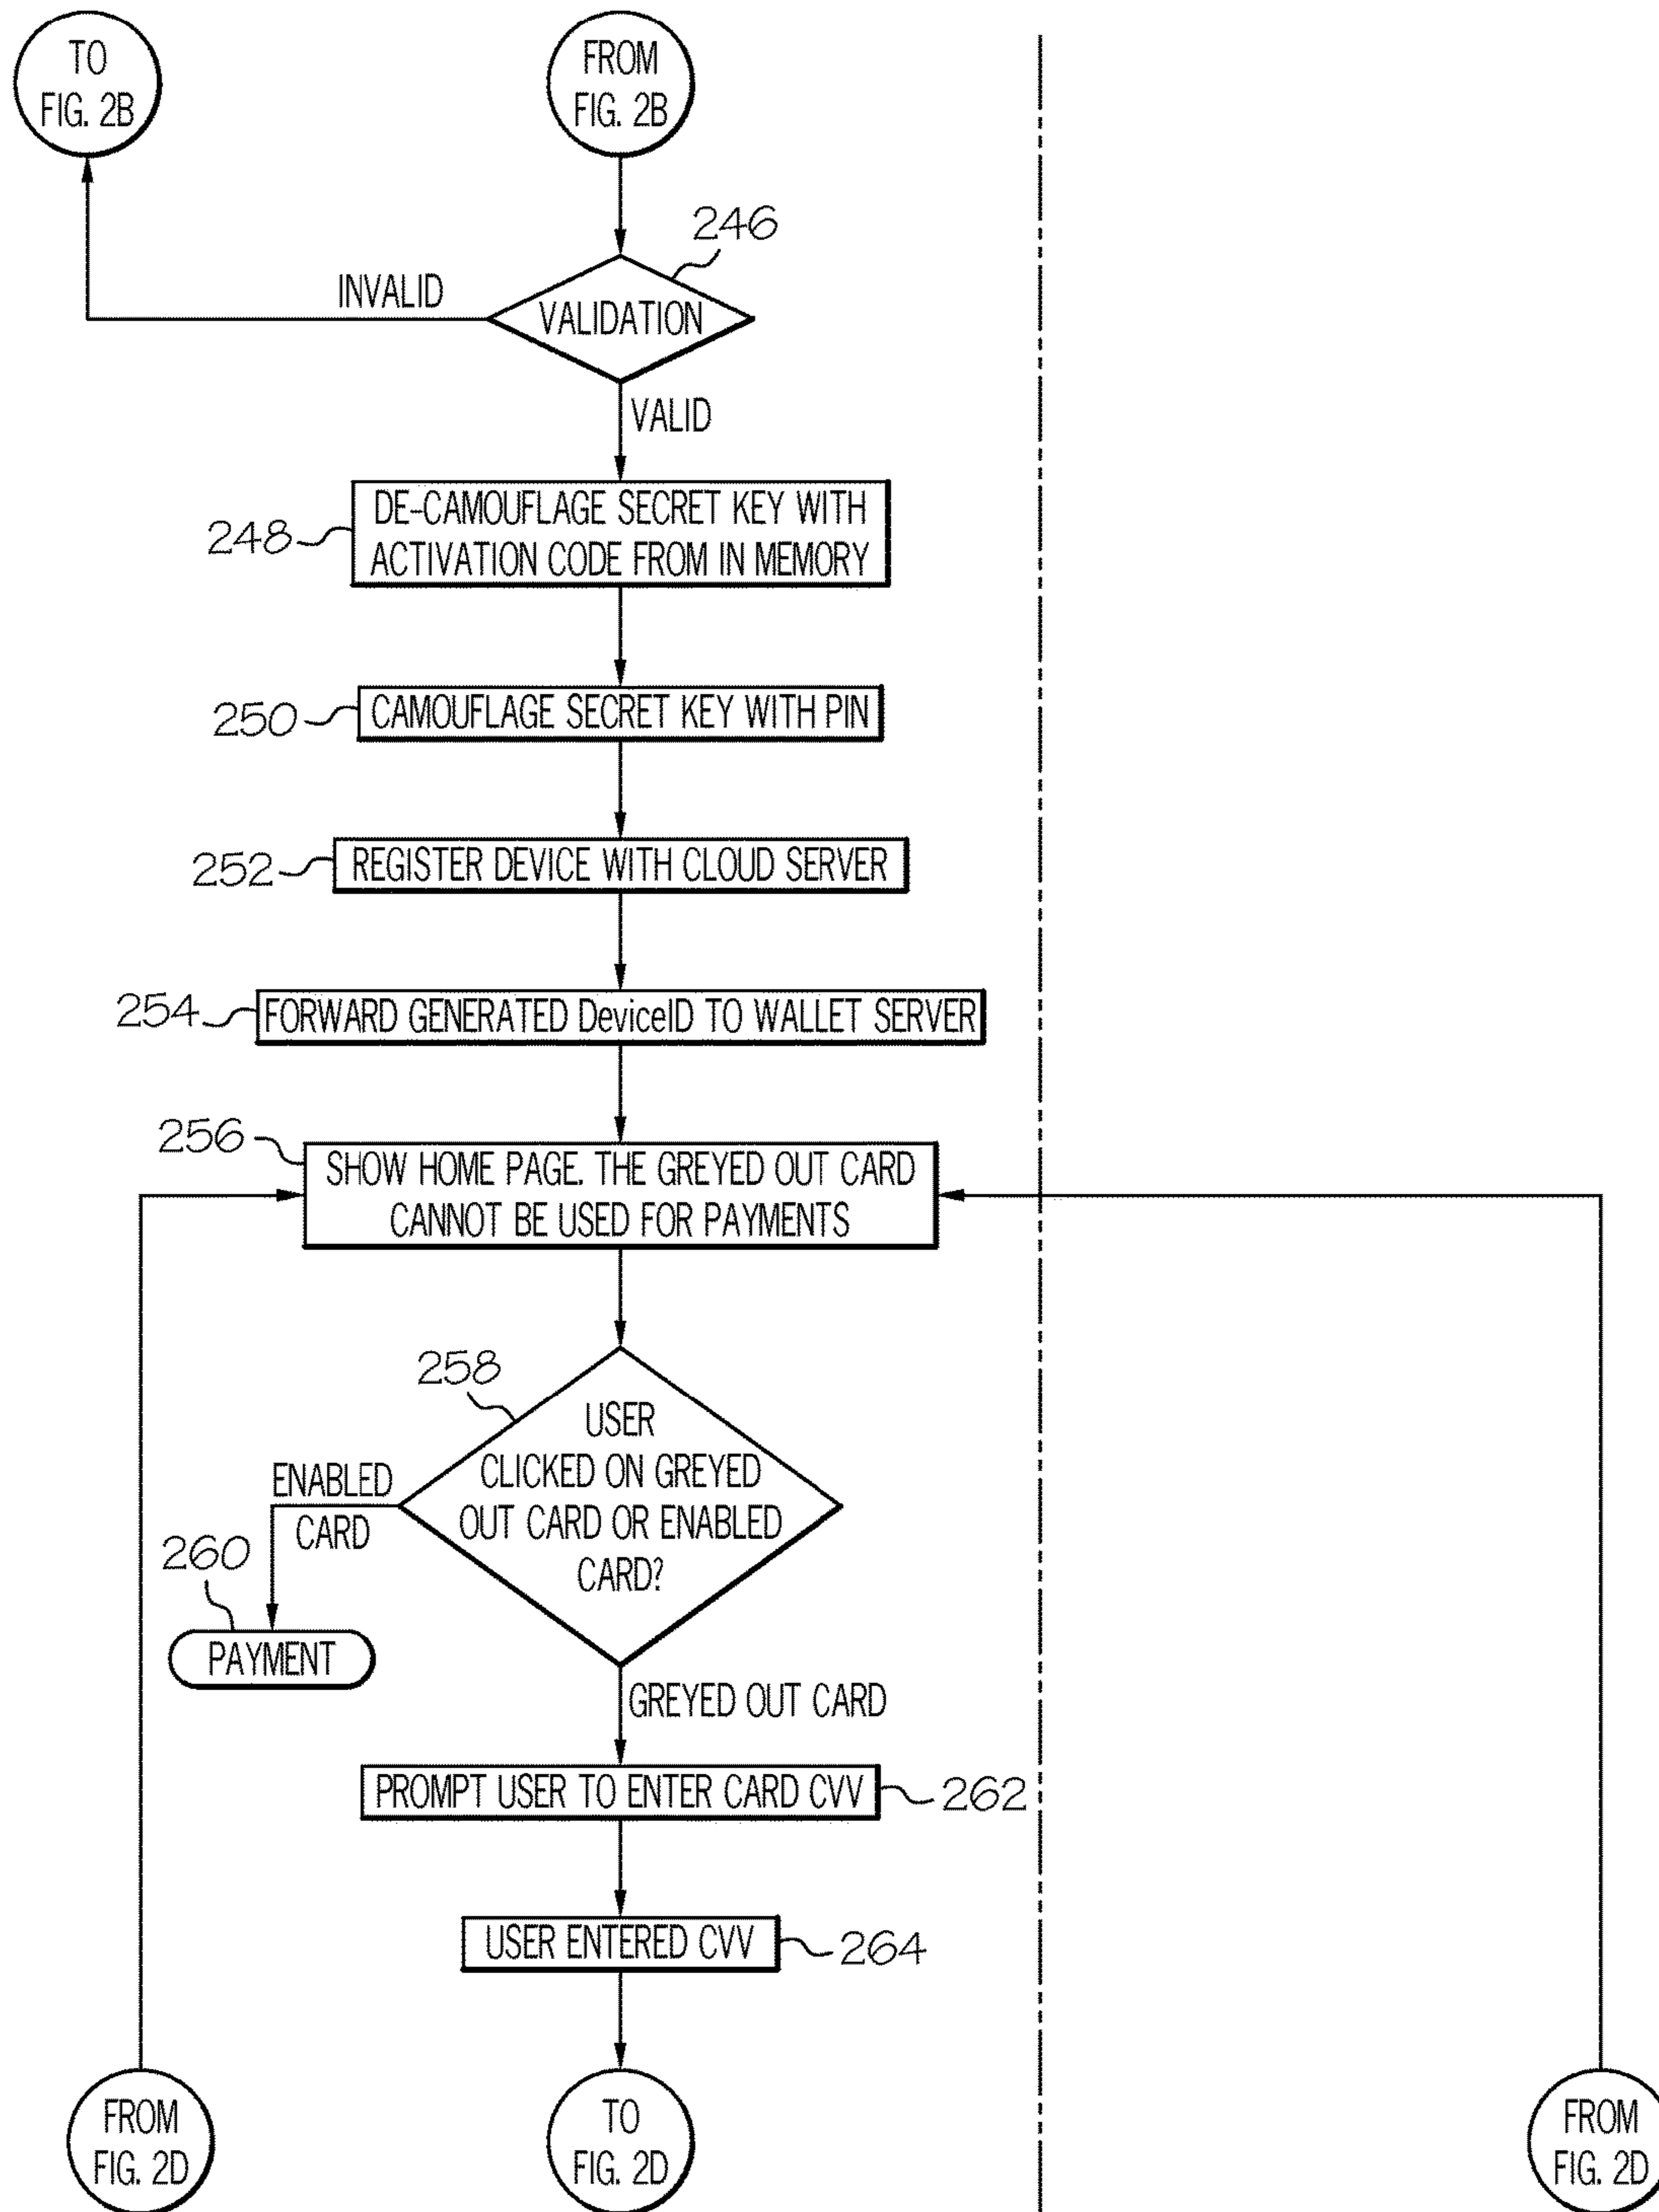 TO
FIG. 2B
FROM
FIG. 2B
246
INVALID
VALIDATION
VALID
248
DE-CAMOUFLAGE SECRET KEY WITH
ACTIVATION CODE FROM IN MEMORY
250
CAMOUFLAGE SECRET KEY WITH PIN
252
REGISTER DEVICE WITH CLOUD SERVER
254
FORWARD GENERATED DeviceID TO WALLET SERVER
256
SHOW HOME PAGE. THE GREYED OUT CARD
CANNOT BE USED FOR PAYMENTS
258
USER
CLICKED ON GREYED
OUT CARD OR ENABLED
CARD?
ENABLED
CARD
260
PAYMENT
GREYED OUT CARD
PROMPT USER TO ENTER CARD CVV
262
USER ENTERED CVV
264
FROM
FIG. 2D
TO
FIG. 2D
FROM
FIG. 2D